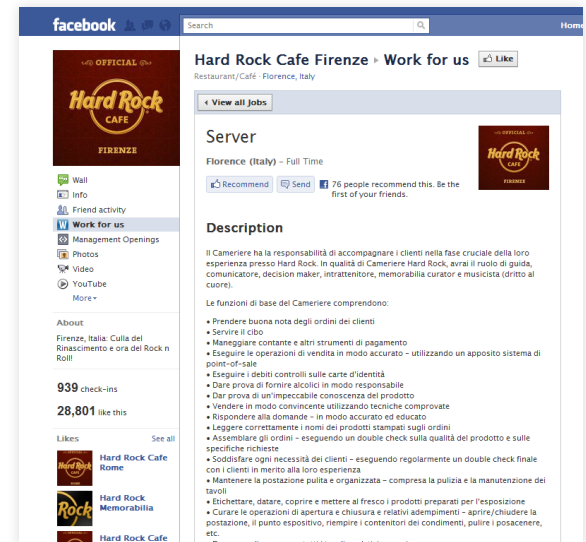 facebook
Search
Home
OFFICIAL
Hard Rock
CAFE
FIRENZE
Wall
Info
Friend activity
Work for us
Management Openings
Photos
Video
YouTube
More
About
Firenze, Italia: Culla del
Rinascimento e ora del Rock n
Roll!
939 check-ins
28,801 like this
Likes
See all
Hard Rock Cafe
Rome
Hard Rock
Memorabilia
Hard Rock Cafe
Hard Rock Cafe Firenze ▸ Work for us
Like
Restaurant/Café · Florence, Italy
View all Jobs
Server
Florence (Italy) – Full Time
OFFICIAL
Hard Rock
CAFE
FIRENZE
Recommend
Send
76 people recommend this. Be the
first of your friends.
Description
Il Cameriere ha la responsabilità di accompagnare i clienti nella fase cruciale della loro
esperienza presso Hard Rock. In qualità di Cameriere Hard Rock, avrai il ruolo di guida,
comunicatore, decision maker, intrattenitore, memorabilia curator e musicista (dritto al
cuore).
Le funzioni di base del Cameriere comprendono:
• Prendere buona nota degli ordini dei clienti
• Servire il cibo
• Maneggiare contante e altri strumenti di pagamento
• Eseguire le operazioni di vendita in modo accurato – utilizzando un apposito sistema di
point-of-sale
• Eseguire i debiti controlli sulle carte d'identità
• Dare prova di fornire alcolici in modo responsabile
• Dar prova di un'impeccabile conoscenza del prodotto
• Vendere in modo convincente utilizzando tecniche comprovate
• Rispondere alla domande – in modo accurato ed educato
• Leggere correttamente i nomi dei prodotti stampati sugli ordini
• Assemblare gli ordini – eseguendo un double check sulla qualità del prodotto e sulle
specifiche richieste
• Soddisfare ogni necessità dei clienti – eseguendo regolarmente un double check finale
con i clienti in merito alla loro esperienza
• Mantenere la postazione pulita e organizzata – compresa la pulizia e la manutenzione dei
tavoli
• Etichettare, datare, coprire e mettere al fresco i prodotti preparati per l'esposizione
• Curare le operazioni di apertura e chiusura e relativi adempimenti – aprire/chiudere la
postazione, il punto espositivo, riempire i contenitori dei condimenti, pulire i posacenere,
etc.